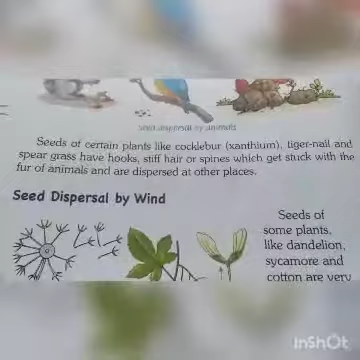 Seed dispersal by animals
Seeds of certain plants like cocklebur (xanthium), tiger-nail and
spear grass have hooks, stiff hair or spines which get stuck with the
fur of animals and are dispersed at other places.
Seed Dispersal by Wind
Seeds of
some plants,
like dandelion,
sycamore and
cotton are very
InShOt